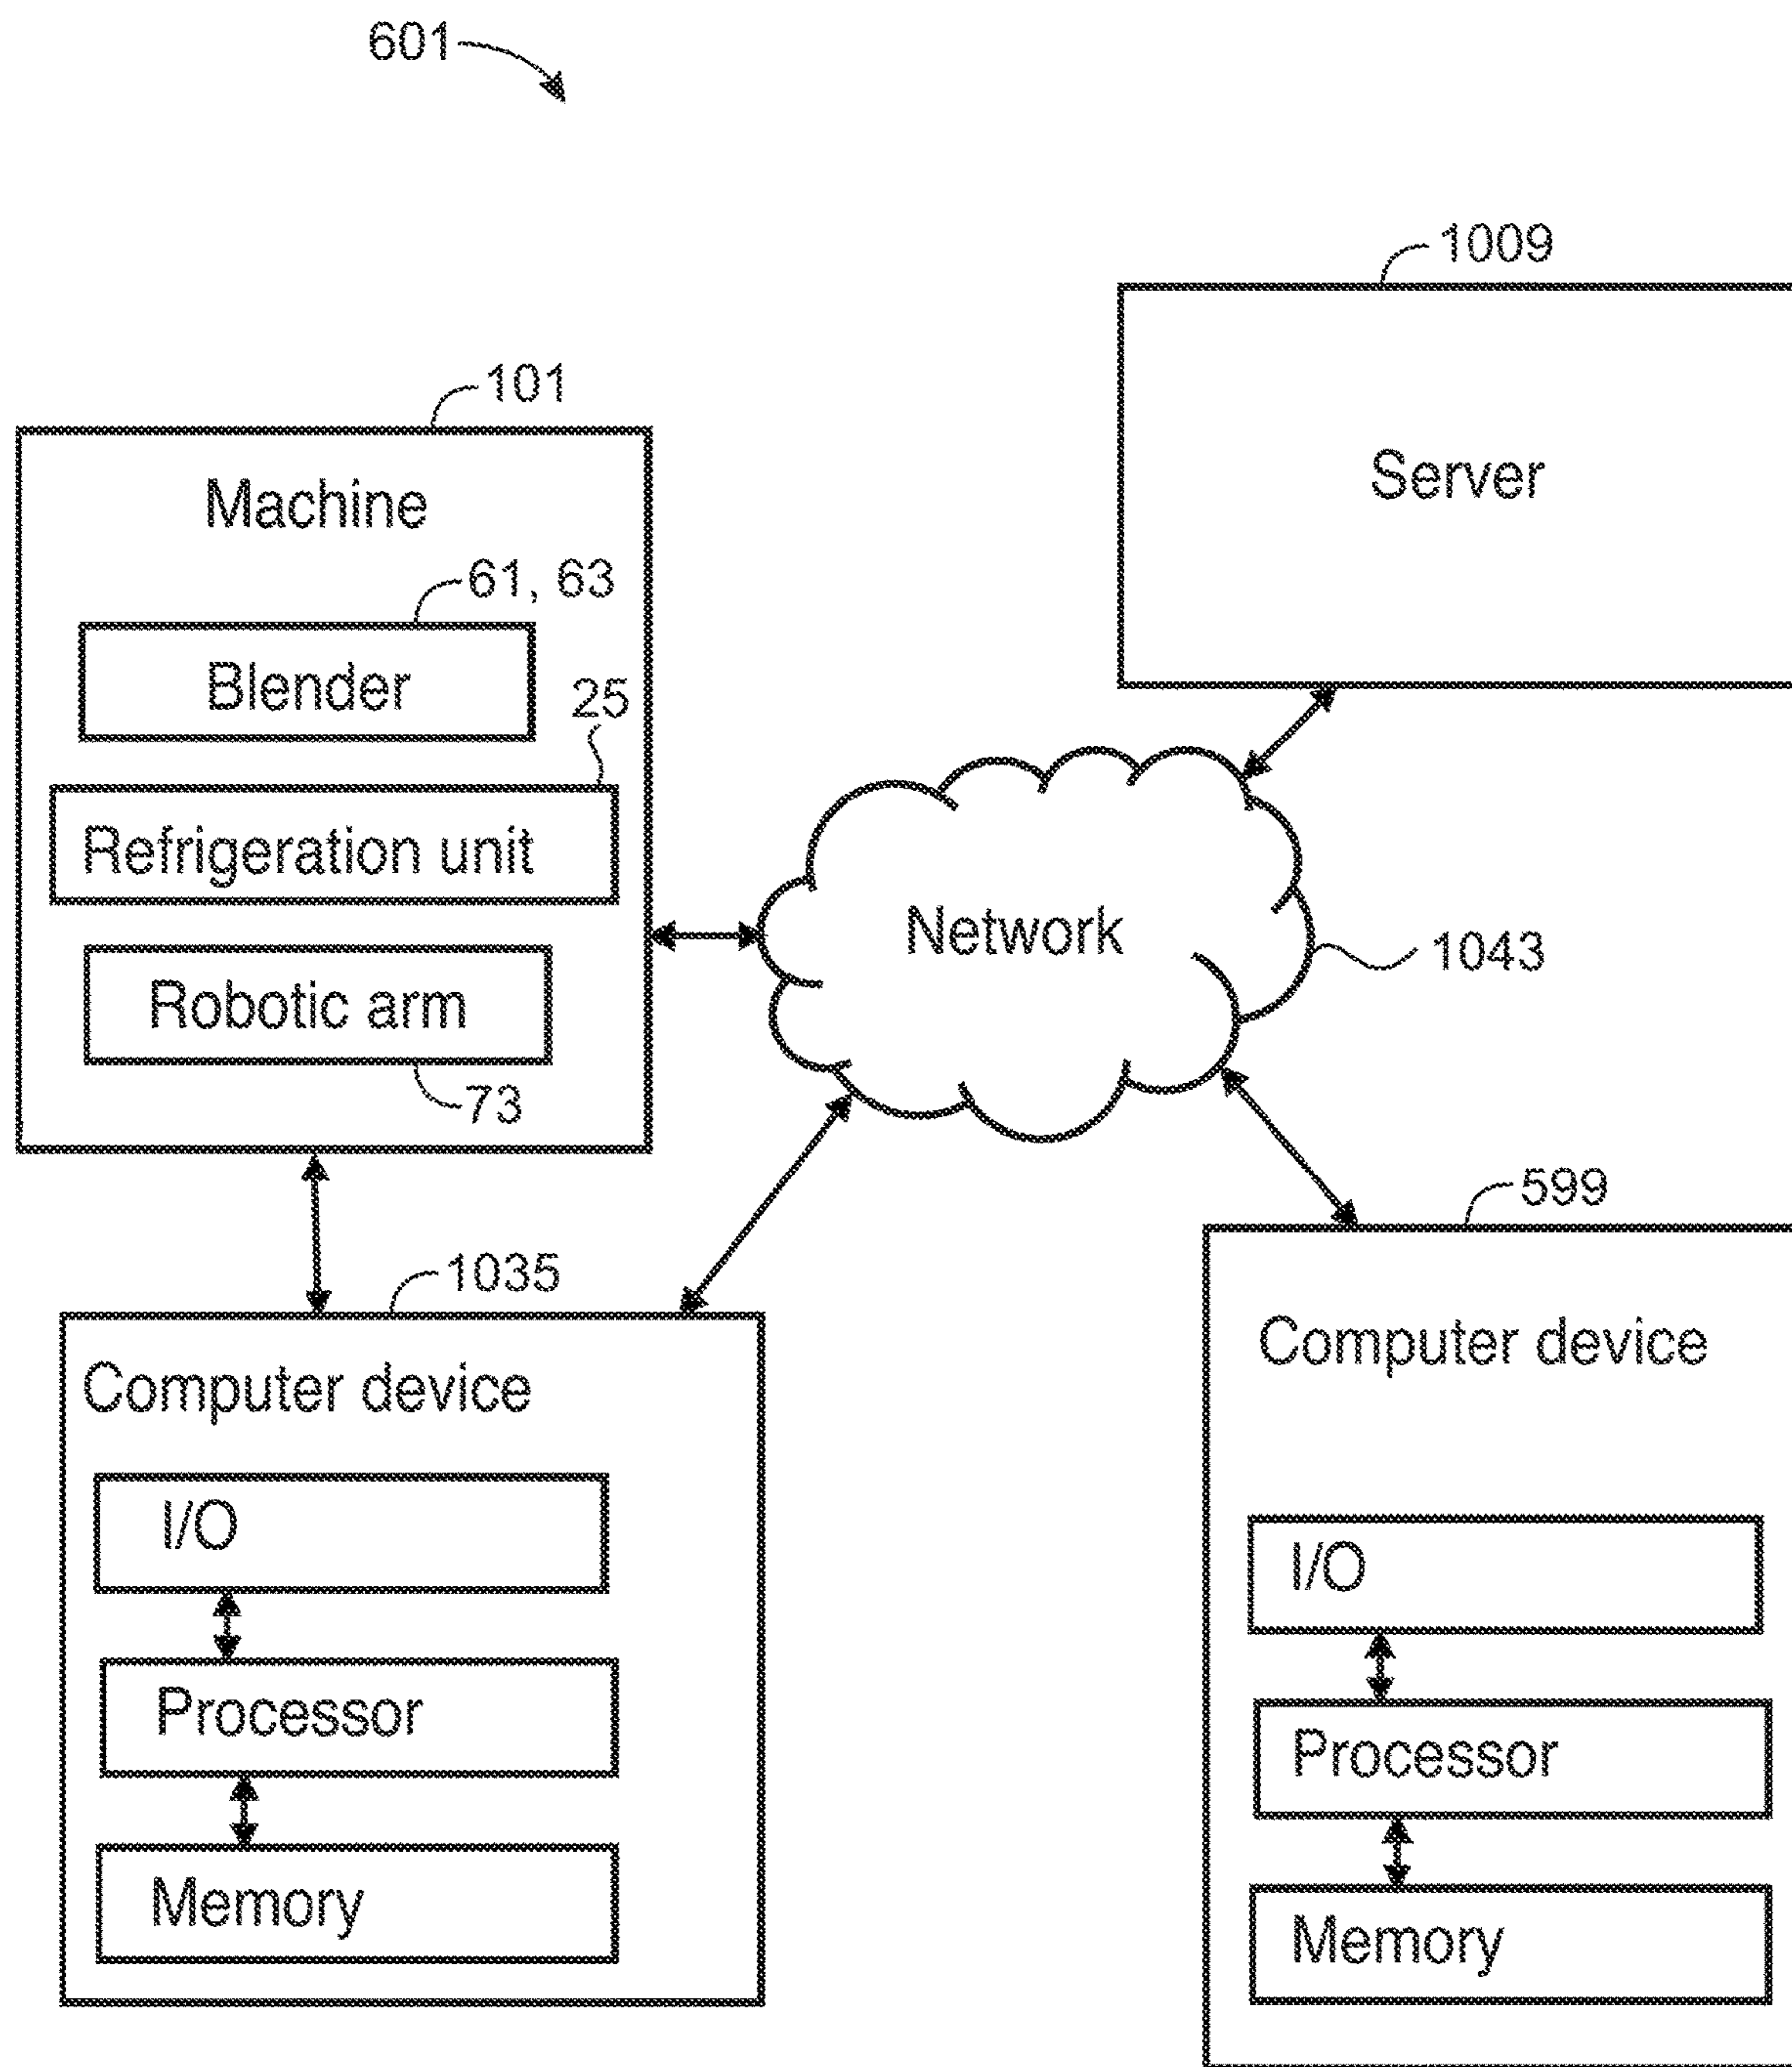 601
1009
Server
101
Machine
61, 63
Blender
25
Refrigeration unit
Robotic arm
73
Network
1043
1035
Computer device
I/O
Processor
Memory
599
Computer device
I/O
Processor
Memory